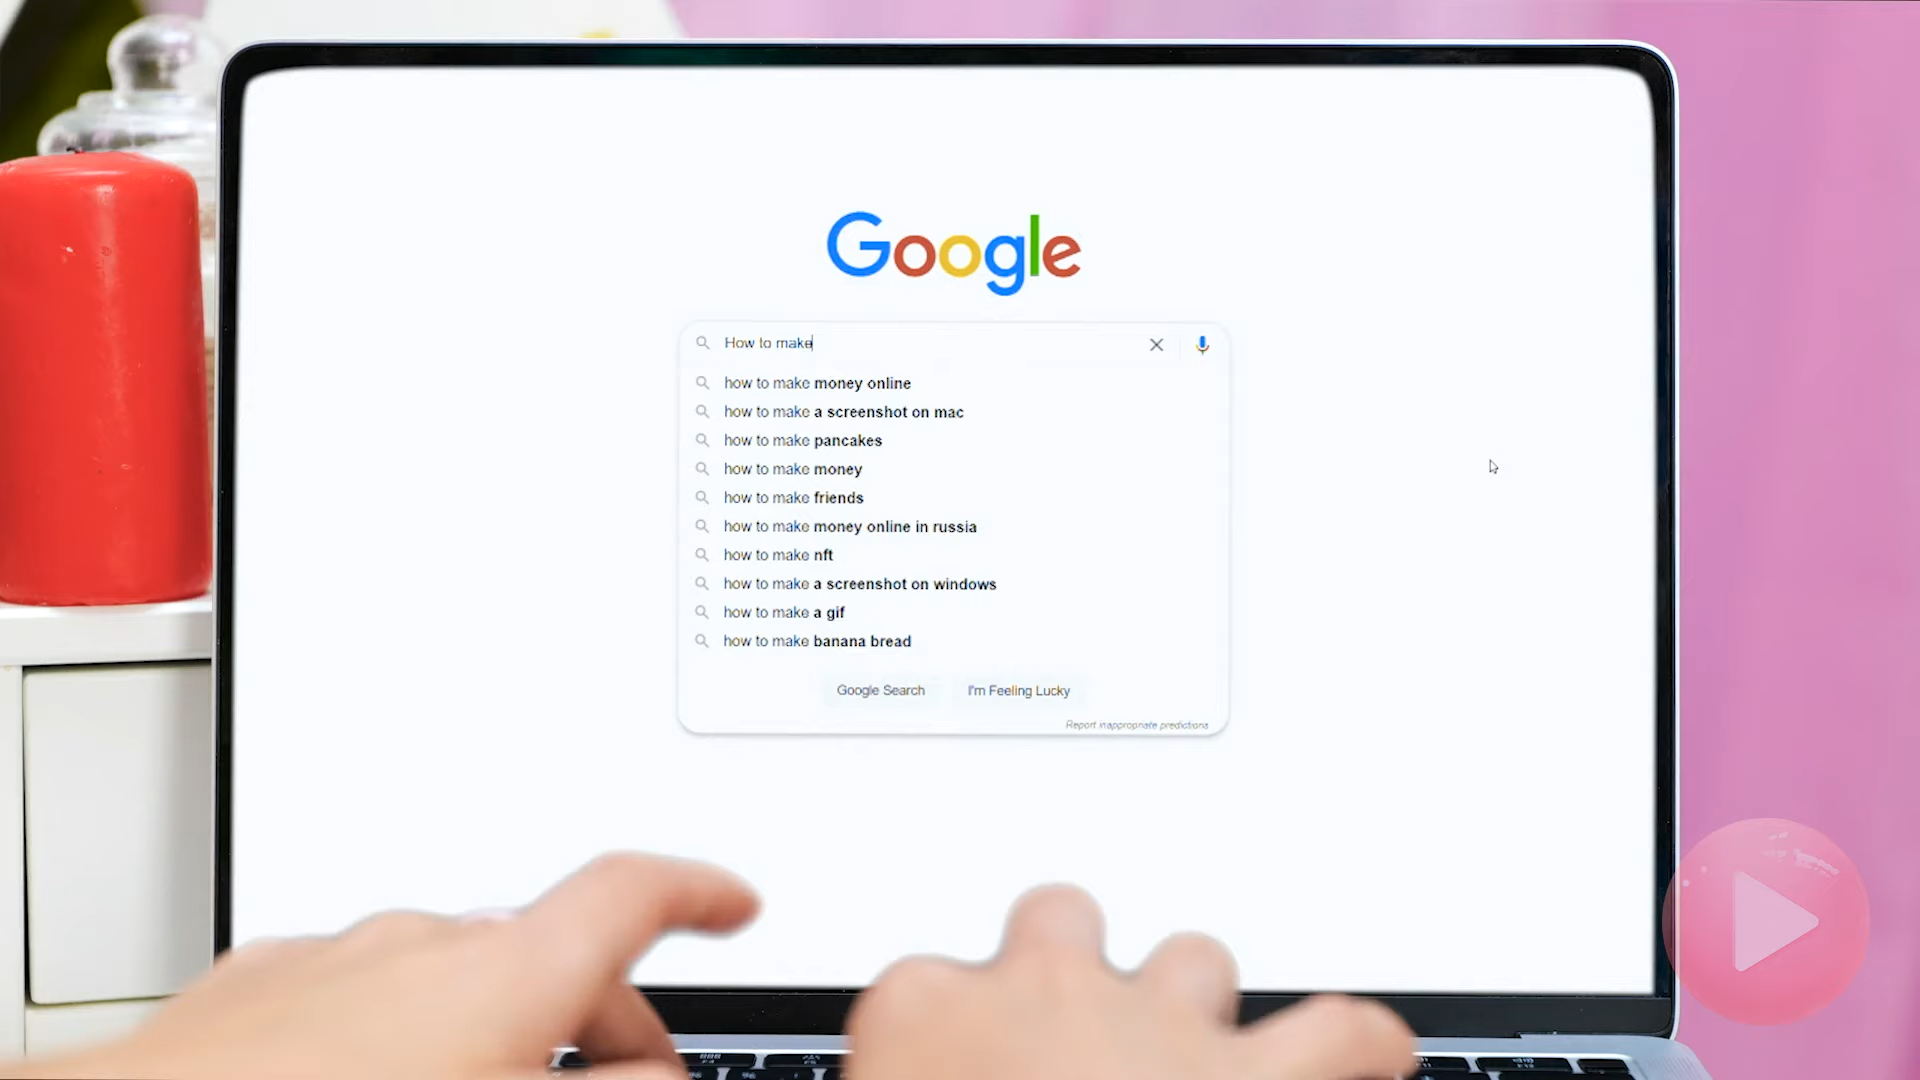 Google
How to make
how to make money online
how to make a screenshot on mac
how to make pancakes
how to make money
how to make friends
how to make money online in russia
how to make nft
how to make a screenshot on windows
how to make a gif
how to make banana bread
Google Search I'm Feeling Lucky
Report inappropriate predictions